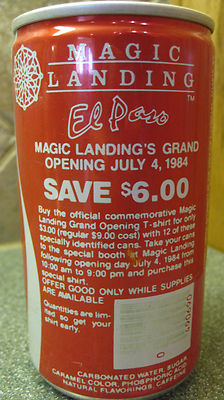 MAGIC
LANDING
TM
El Paso
MAGIC LANDING'S GRAND
OPENING JULY 4, 1984
SAVE $6.00
Buy the official commemorative Magic
Landing Grand Opening T-shirt for only
$3.00 (regular $9.00 cost) with 12 of these
specially identified cans. Take your cans
to the special booth at Magic Landing
following opening day July 4, 1984 from
10:00 am to 9:00 pm and purchase this
special shirt.
OFFER GOOD ONLY WHILE SUPPLIES
ARE AVAILABLE
Quantities are
ited so get your
shirt early.
0
CARBONATED WATER, SUGAR
CARAMEL COLOR, PHOSPHORIC
NATURAL FLAVORINGS, CAFFEINE